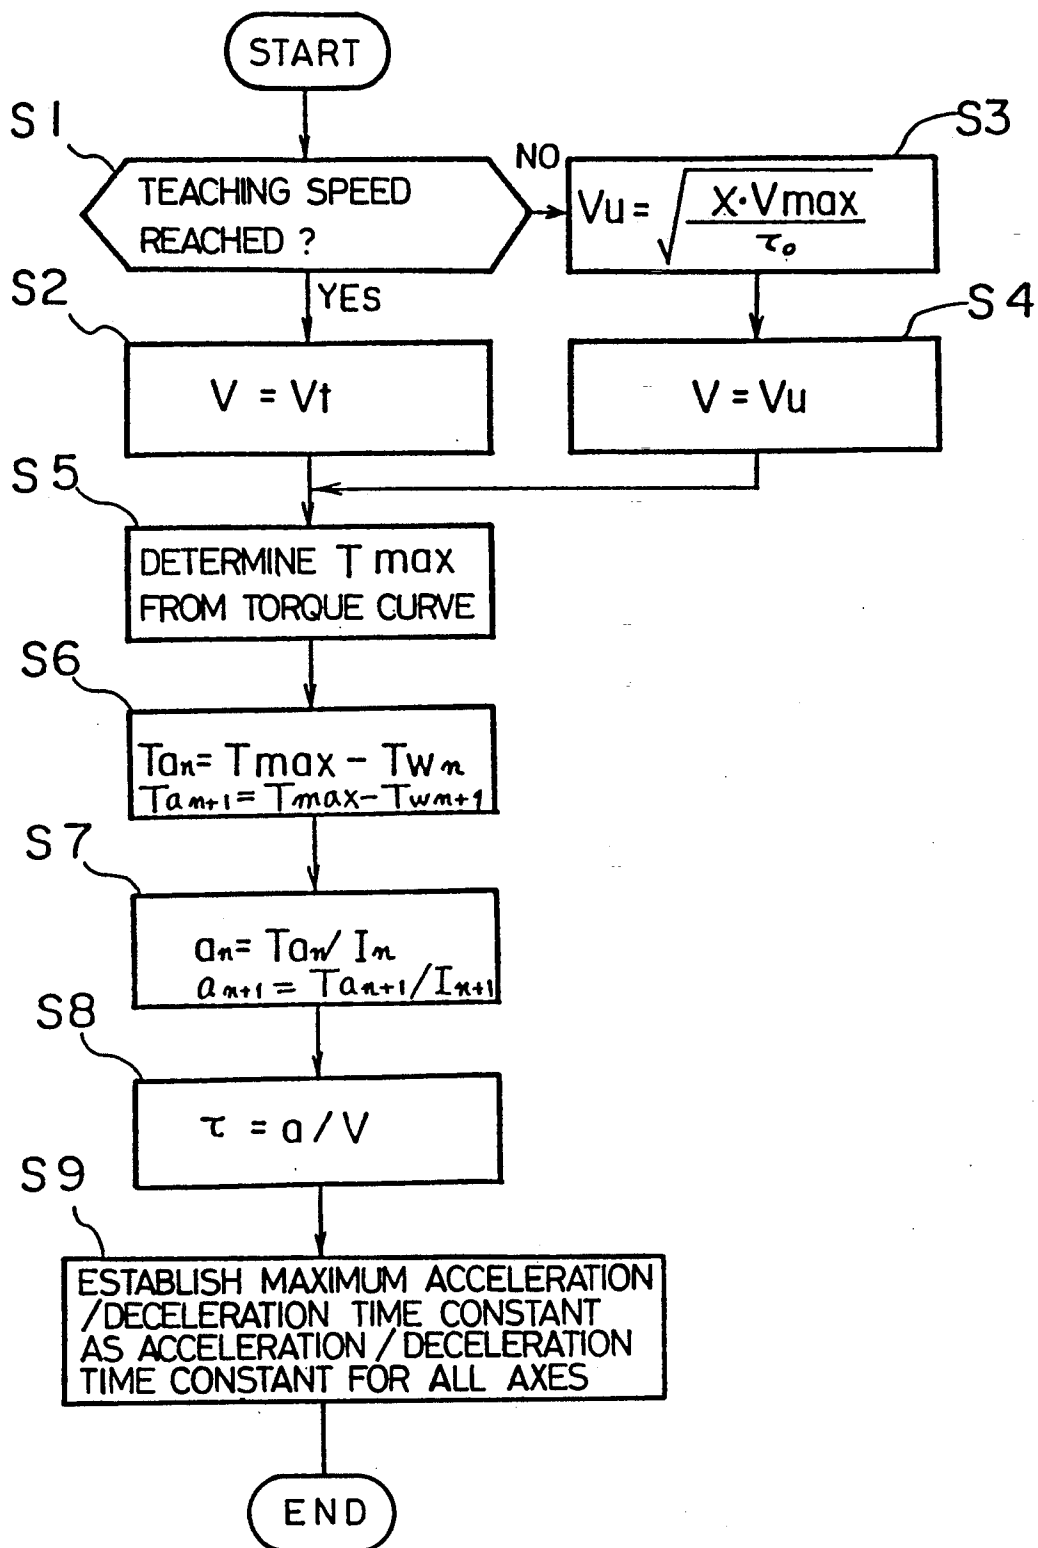 START
S1
TEACHING SPEED
REACHED ?
NO
S3
Vu = √(X·Vmax / τ₀)
YES
S2
V = Vt
S4
V = Vu
S5
DETERMINE T max
FROM TORQUE CURVE
S6
Taₙ = Tmax − Twₙ
Taₙ₊₁ = Tmax − Twₙ₊₁
S7
aₙ = Taₙ / Iₙ
aₙ₊₁ = Taₙ₊₁ / Iₙ₊₁
S8
τ = a / V
S9
ESTABLISH MAXIMUM ACCELERATION
/DECELERATION TIME CONSTANT
AS ACCELERATION / DECELERATION
TIME CONSTANT FOR ALL AXES
END